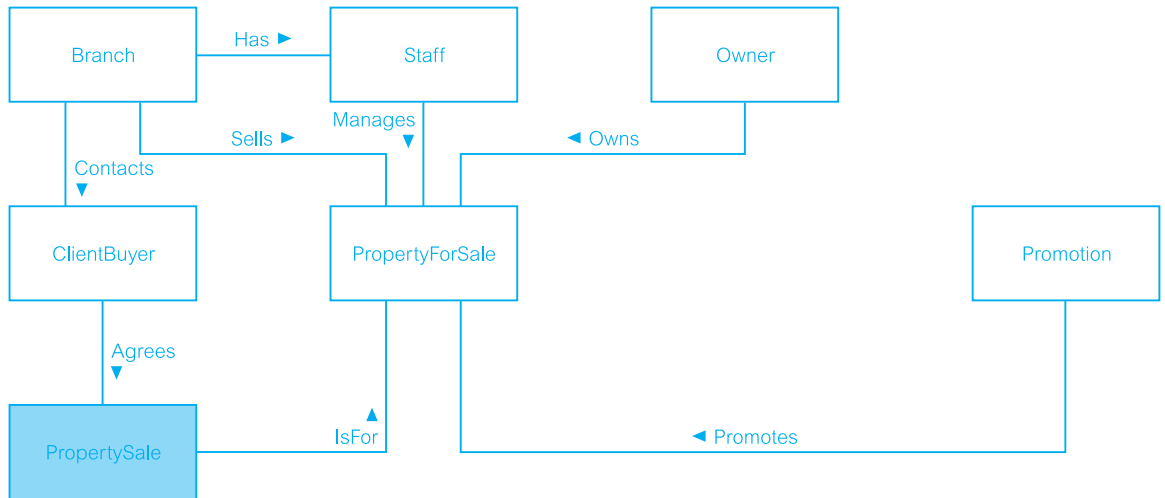 Branch
Has ►
Staff
Owner
Manages
▼
Sells ►
◄ Owns
Contacts
▼
ClientBuyer
PropertyForSale
Promotion
Agrees
▼
▲
IsFor
◄ Promotes
PropertySale